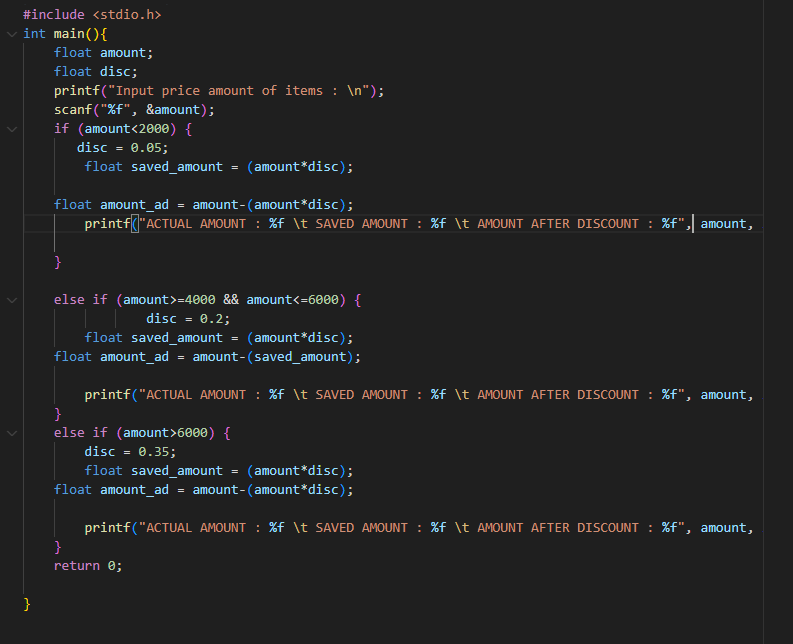 #include <stdio.h>
int main(){
    float amount;
    float disc;
    printf("Input price amount of items : \n");
    scanf("%f", &amount);
    if (amount<2000) {
       disc = 0.05;
        float saved_amount = (amount*disc);
    float amount_ad = amount-(amount*disc);
        printf("ACTUAL AMOUNT : %f \t SAVED AMOUNT : %f \t AMOUNT AFTER DISCOUNT : %f", amount,
    }
    else if (amount>=4000 && amount<=6000) {
                disc = 0.2;
        float saved_amount = (amount*disc);
    float amount_ad = amount-(saved_amount);
        printf("ACTUAL AMOUNT : %f \t SAVED AMOUNT : %f \t AMOUNT AFTER DISCOUNT : %f", amount,
    }
    else if (amount>6000) {
        disc = 0.35;
        float saved_amount = (amount*disc);
    float amount_ad = amount-(amount*disc);
        printf("ACTUAL AMOUNT : %f \t SAVED AMOUNT : %f \t AMOUNT AFTER DISCOUNT : %f", amount,
    }
    return 0;
}